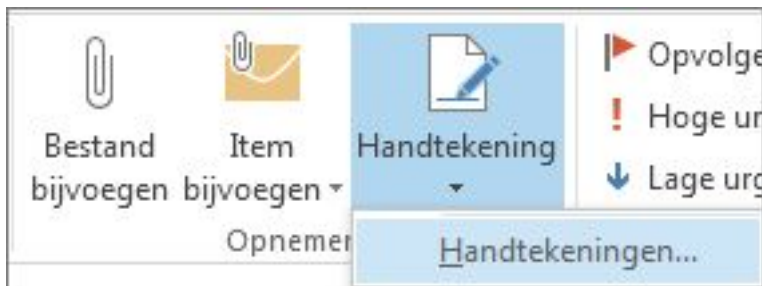 Bestand
bijvoegen
Item
bijvoegen
Handtekening
Opvolge
Hoge ur
Lage urg
Opnemer
Handtekeningen...